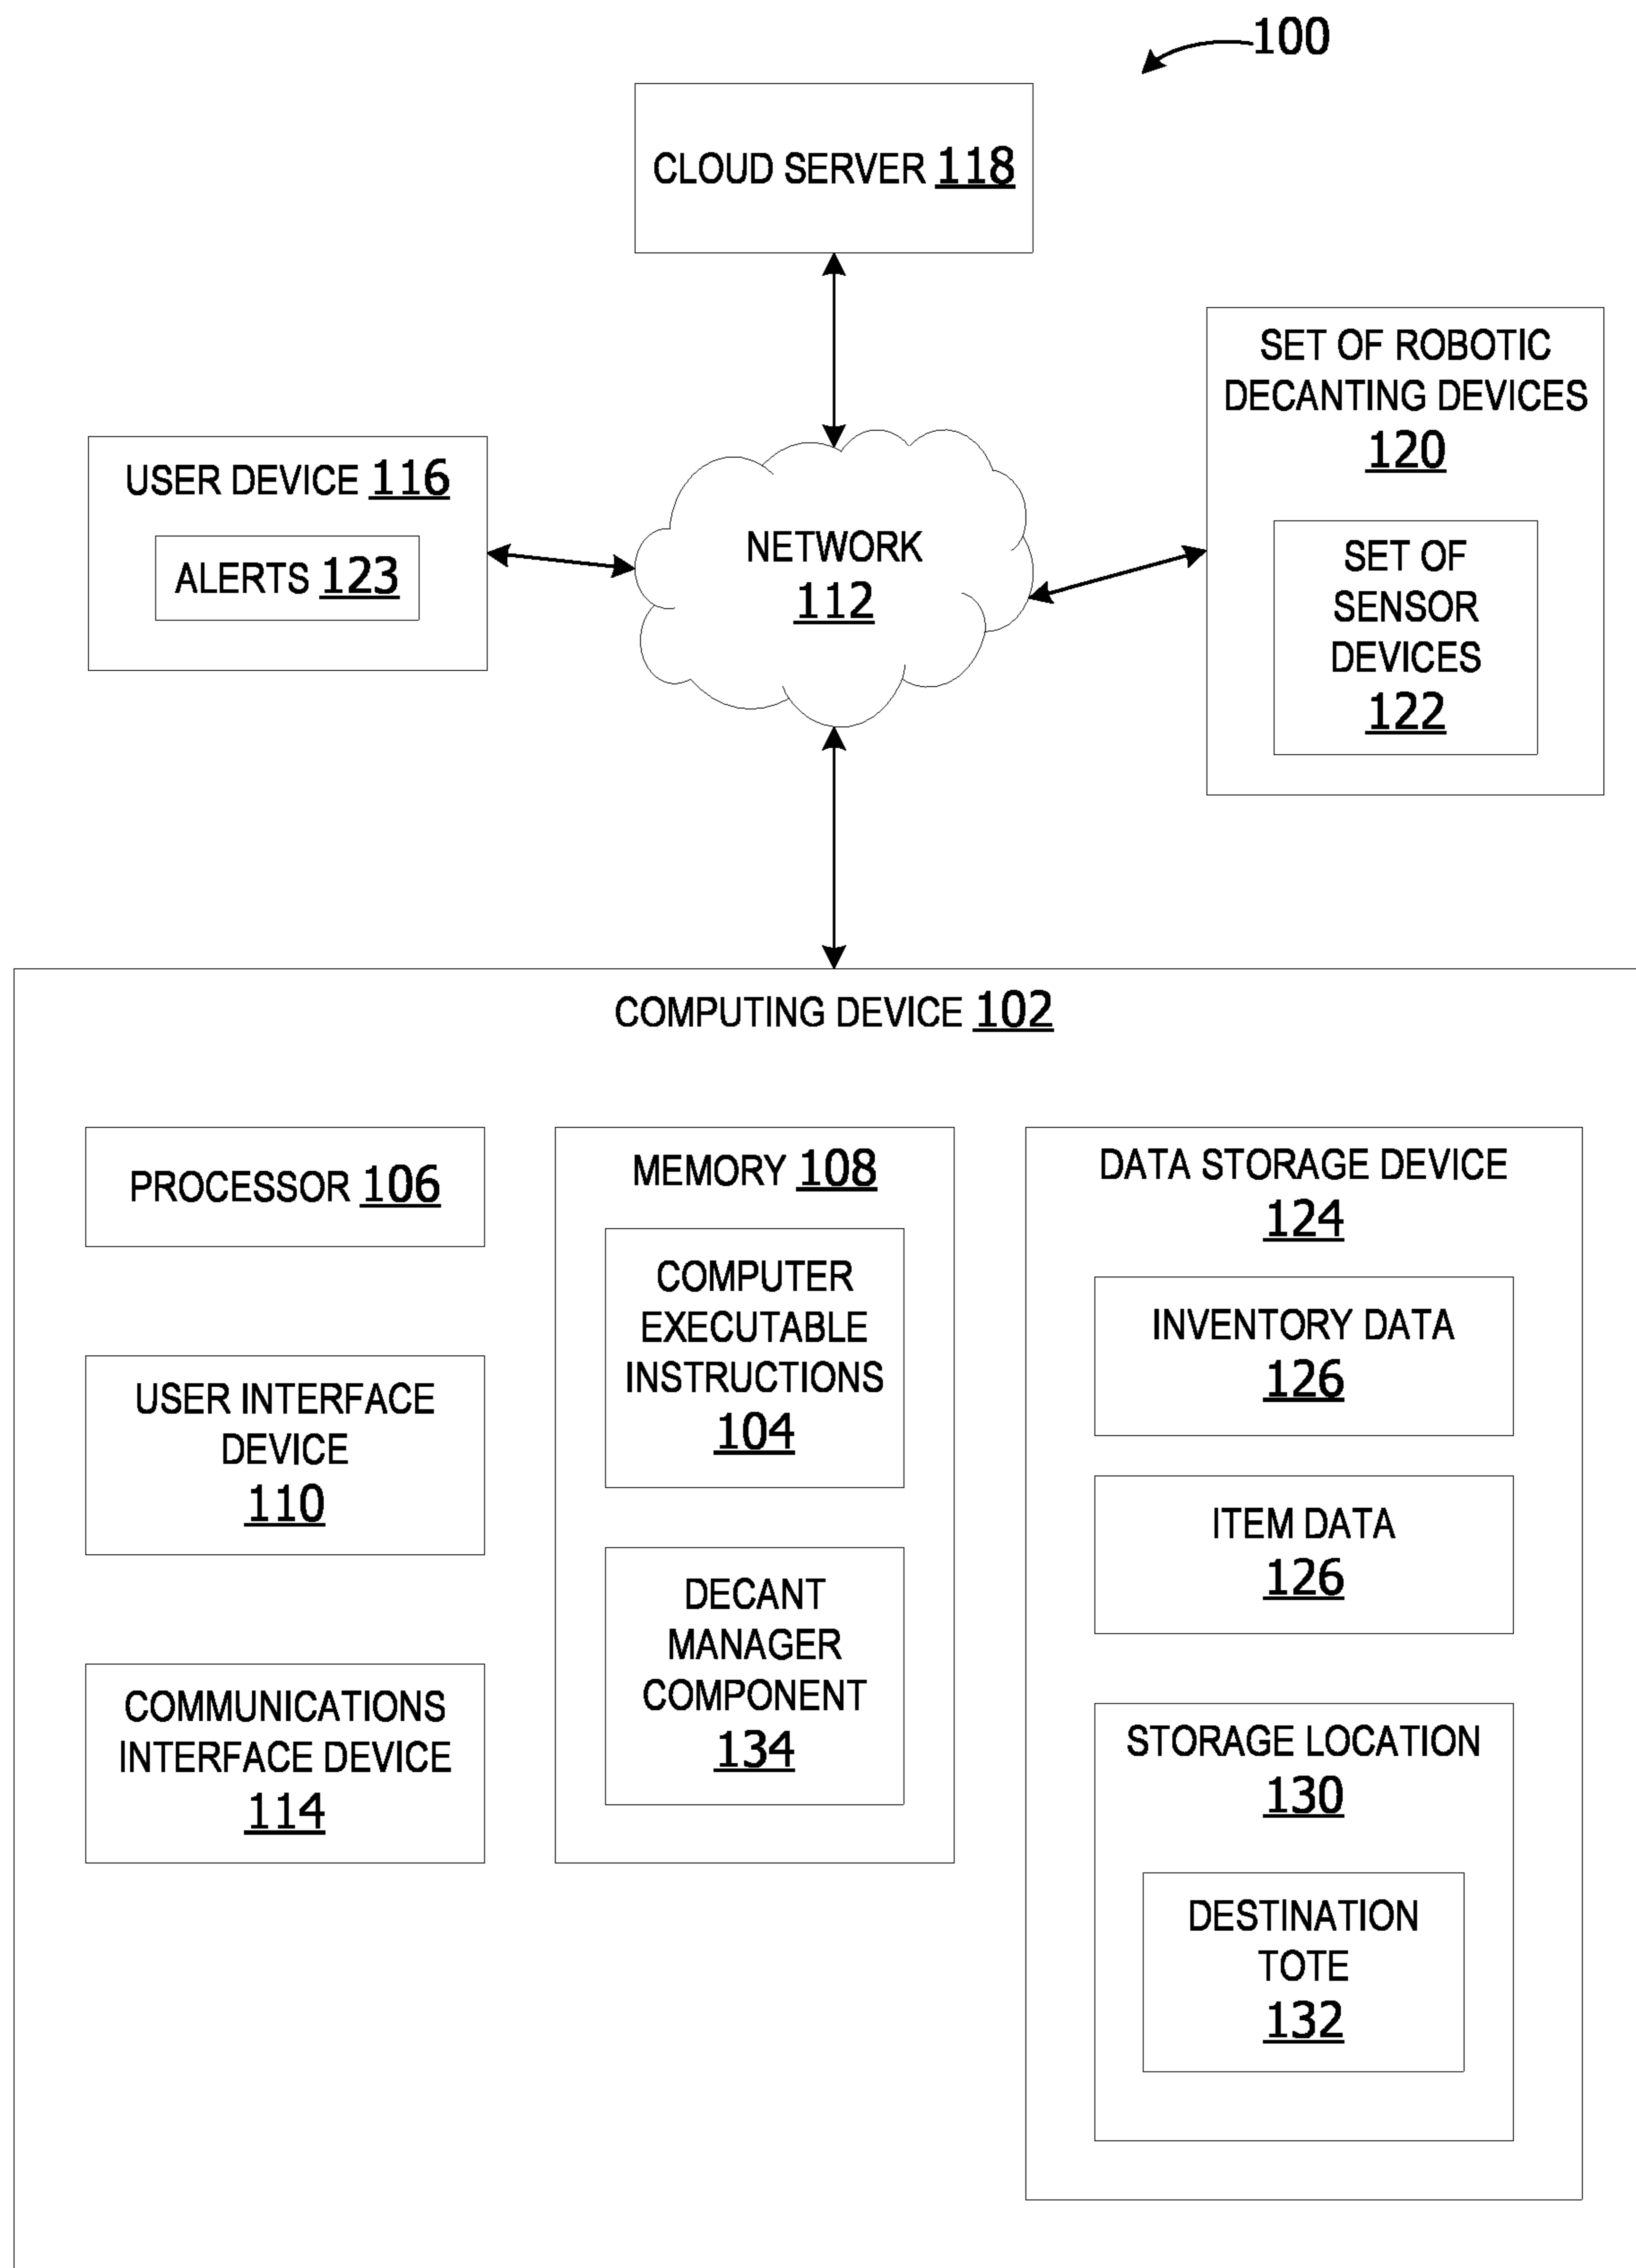 100
CLOUD SERVER 118
SET OF ROBOTIC
DECANTING DEVICES
120
SET OF
SENSOR
DEVICES
122
USER DEVICE 116
ALERTS 123
NETWORK
112
COMPUTING DEVICE 102
PROCESSOR 106
USER INTERFACE
DEVICE
110
COMMUNICATIONS
INTERFACE DEVICE
114
MEMORY 108
COMPUTER
EXECUTABLE
INSTRUCTIONS
104
DECANT
MANAGER
COMPONENT
134
DATA STORAGE DEVICE
124
INVENTORY DATA
126
ITEM DATA
126
STORAGE LOCATION
130
DESTINATION
TOTE
132